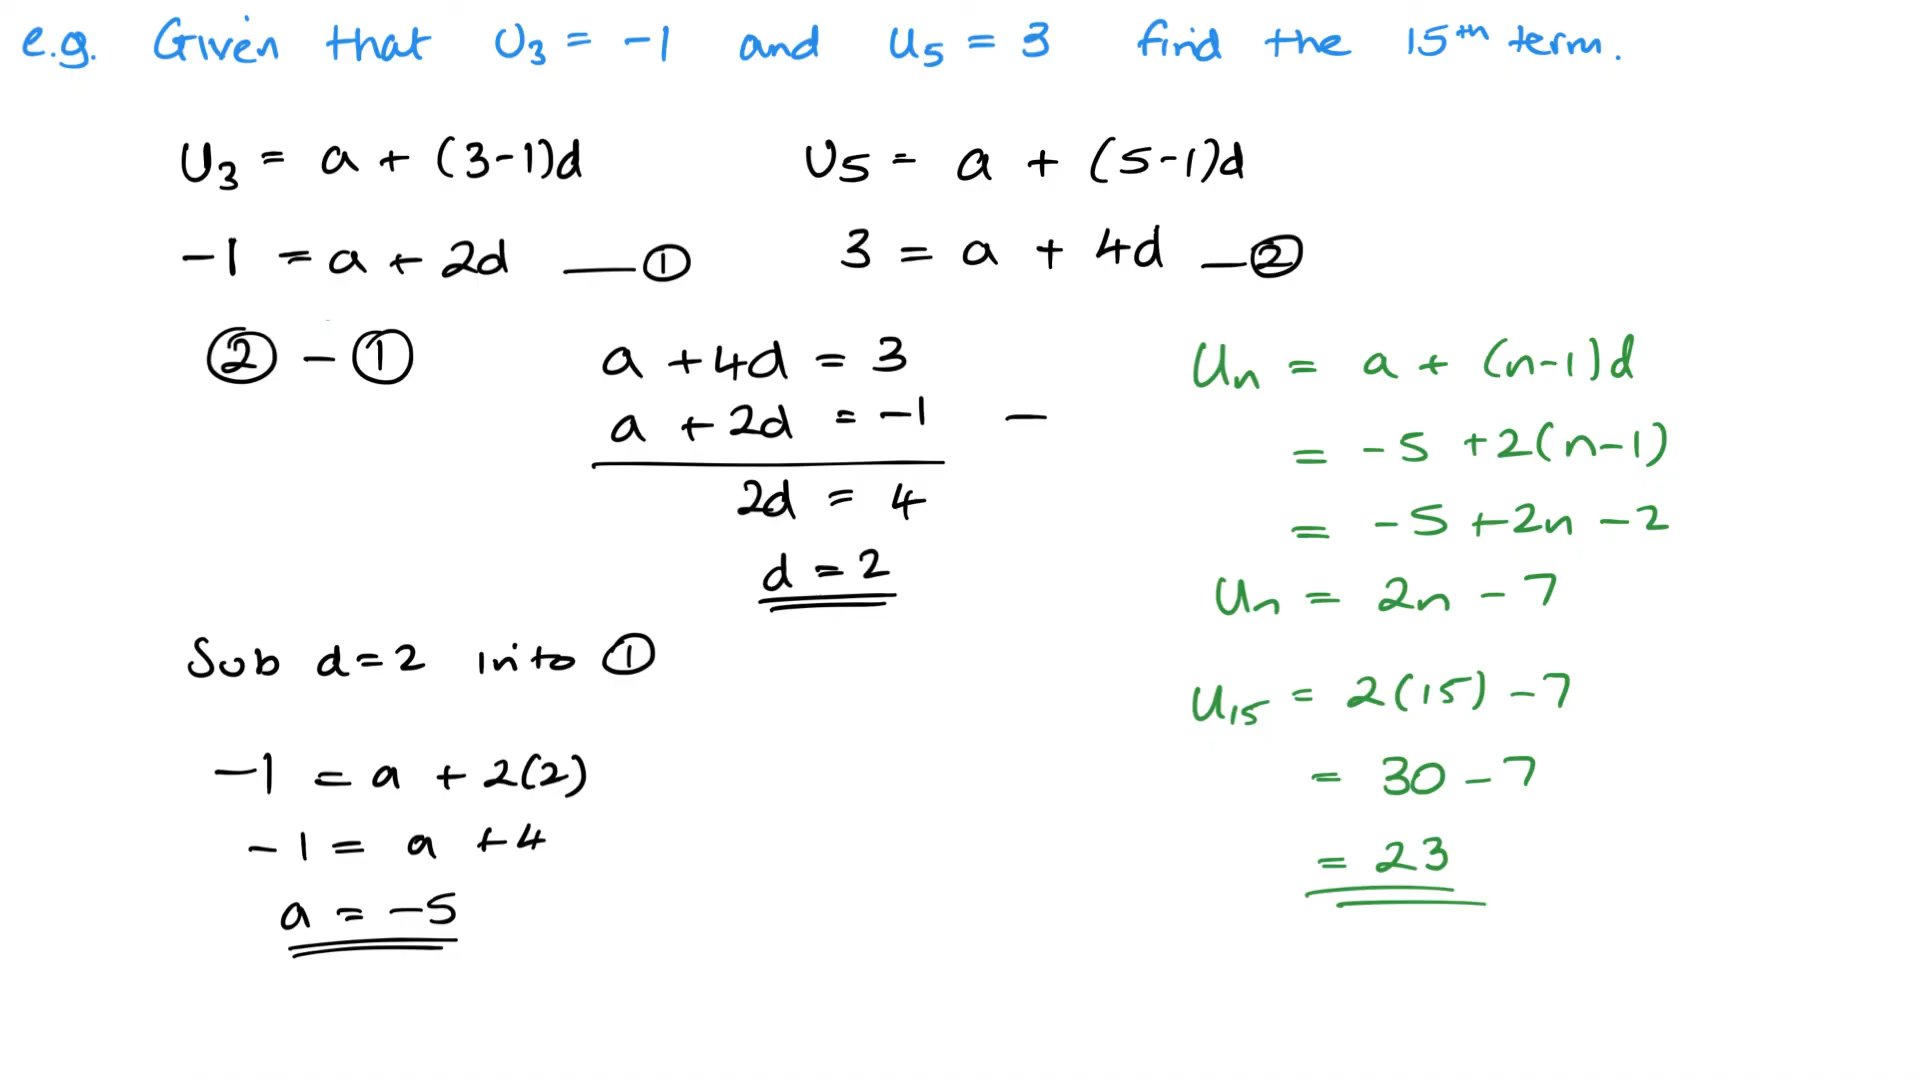 e.g. Given that U₃ = -1 and U₅ = 3 find the 15ᵗʰ term.
U₃ = a + (3-1)d
-1 = a + 2d —①
U₅ = a + (5-1)d
3 = a + 4d —②
② - ①
a + 4d = 3
a + 2d = -1 -
2d = 4
d = 2
Sub d=2 into ①
-1 = a + 2(2)
-1 = a + 4
a = -5
Uₙ = a + (n-1)d
= -5 + 2(n-1)
= -5 + 2n - 2
Uₙ = 2n - 7
U₁₅ = 2(15) - 7
= 30 - 7
= 23